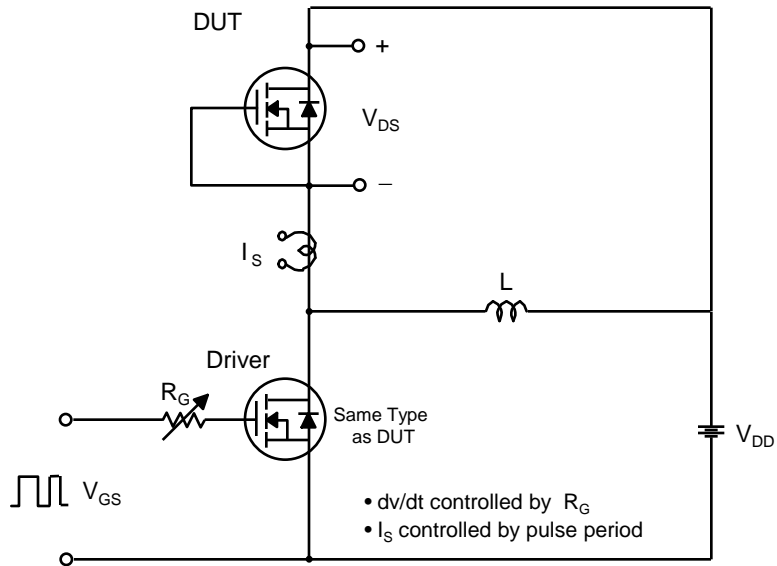 DUT
+
V_DS
−
I_S
L
Driver
R_G
Same Type
as DUT
V_DD
V_GS
• dv/dt controlled by R_G
• I_S controlled by pulse period